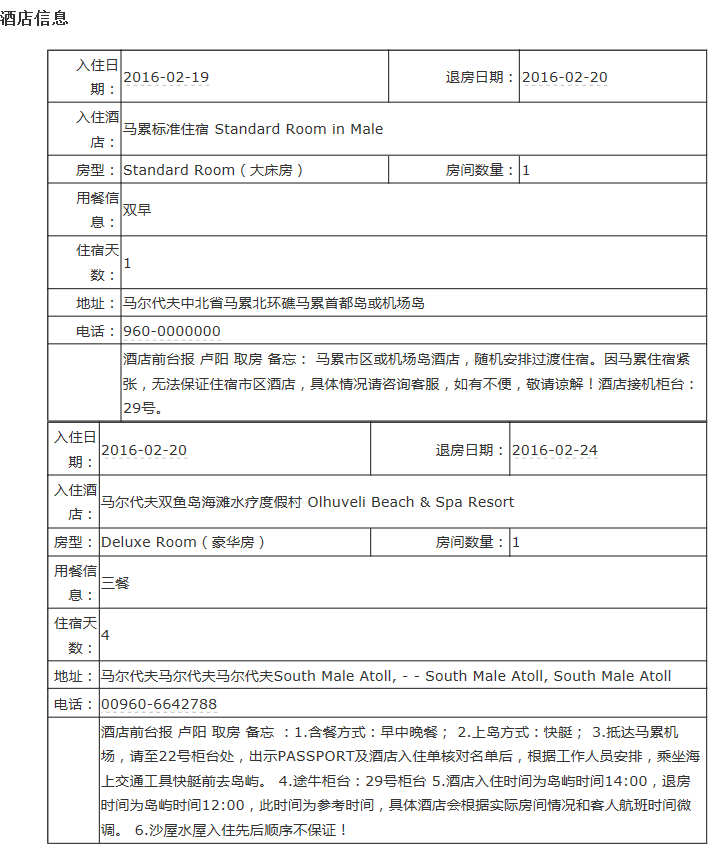 酒店信息
入住日
期：
2016-02-19
退房日期：
2016-02-20
入住酒
店：
马累标准住宿 Standard Room in Male
房型：
Standard Room（大床房）
房间数量：
1
用餐信
息：
双早
住宿天
数：
1
地址：
马尔代夫中北省马累北环礁马累首都岛或机场岛
电话：
960-0000000
酒店前台报 卢阳 取房 备忘： 马累市区或机场岛酒店，随机安排过渡住宿。因马累住宿紧
张，无法保证住宿市区酒店，具体情况请咨询客服，如有不便，敬请谅解！酒店接机柜台：
29号。
入住日
期：
2016-02-20
退房日期：
2016-02-24
入住酒
店：
马尔代夫双鱼岛海滩水疗度假村 Olhuveli Beach & Spa Resort
房型：
Deluxe Room（豪华房）
房间数量：
1
用餐信
息：
三餐
住宿天
数：
4
地址：
马尔代夫马尔代夫马尔代夫South Male Atoll, - - South Male Atoll, South Male Atoll
电话：
00960-6642788
酒店前台报 卢阳 取房 备忘 ：1.含餐方式：早中晚餐； 2.上岛方式：快艇； 3.抵达马累机
场，请至22号柜台处，出示PASSPORT及酒店入住单核对名单后，根据工作人员安排，乘坐海
上交通工具快艇前去岛屿。 4.途牛柜台：29号柜台 5.酒店入住时间为岛屿时间14:00，退房
时间为岛屿时间12:00，此时间为参考时间，具体酒店会根据实际房间情况和客人航班时间微
调。 6.沙屋水屋入住先后顺序不保证！